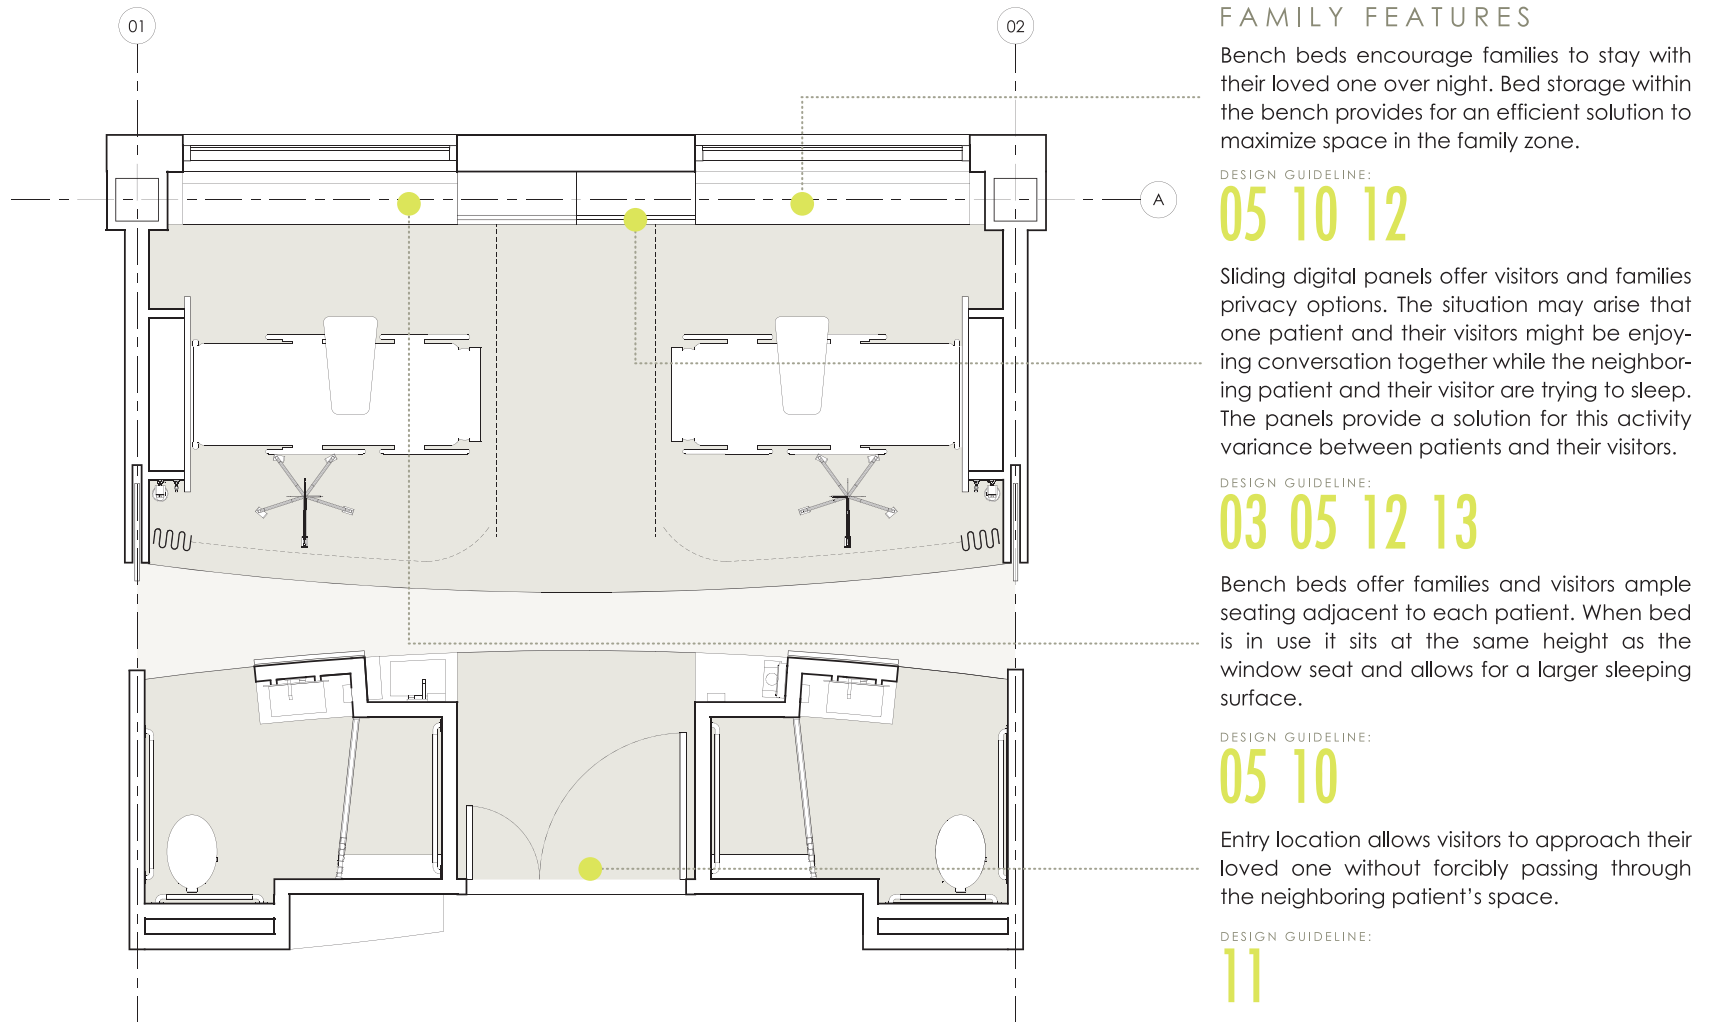 01
02
A
FAMILY FEATURES
Bench beds encourage families to stay with
their loved one over night. Bed storage within
the bench provides for an efficient solution to
maximize space in the family zone.
DESIGN GUIDELINE:
05 10 12
Sliding digital panels offer visitors and families
privacy options. The situation may arise that
one patient and their visitors might be enjoy-
ing conversation together while the neighbor-
ing patient and their visitor are trying to sleep.
The panels provide a solution for this activity
variance between patients and their visitors.
DESIGN GUIDELINE:
03 05 12 13
Bench beds offer families and visitors ample
seating adjacent to each patient. When bed
is in use it sits at the same height as the
window seat and allows for a larger sleeping
surface.
DESIGN GUIDELINE:
05 10
Entry location allows visitors to approach their
loved one without forcibly passing through
the neighboring patient's space.
DESIGN GUIDELINE:
11